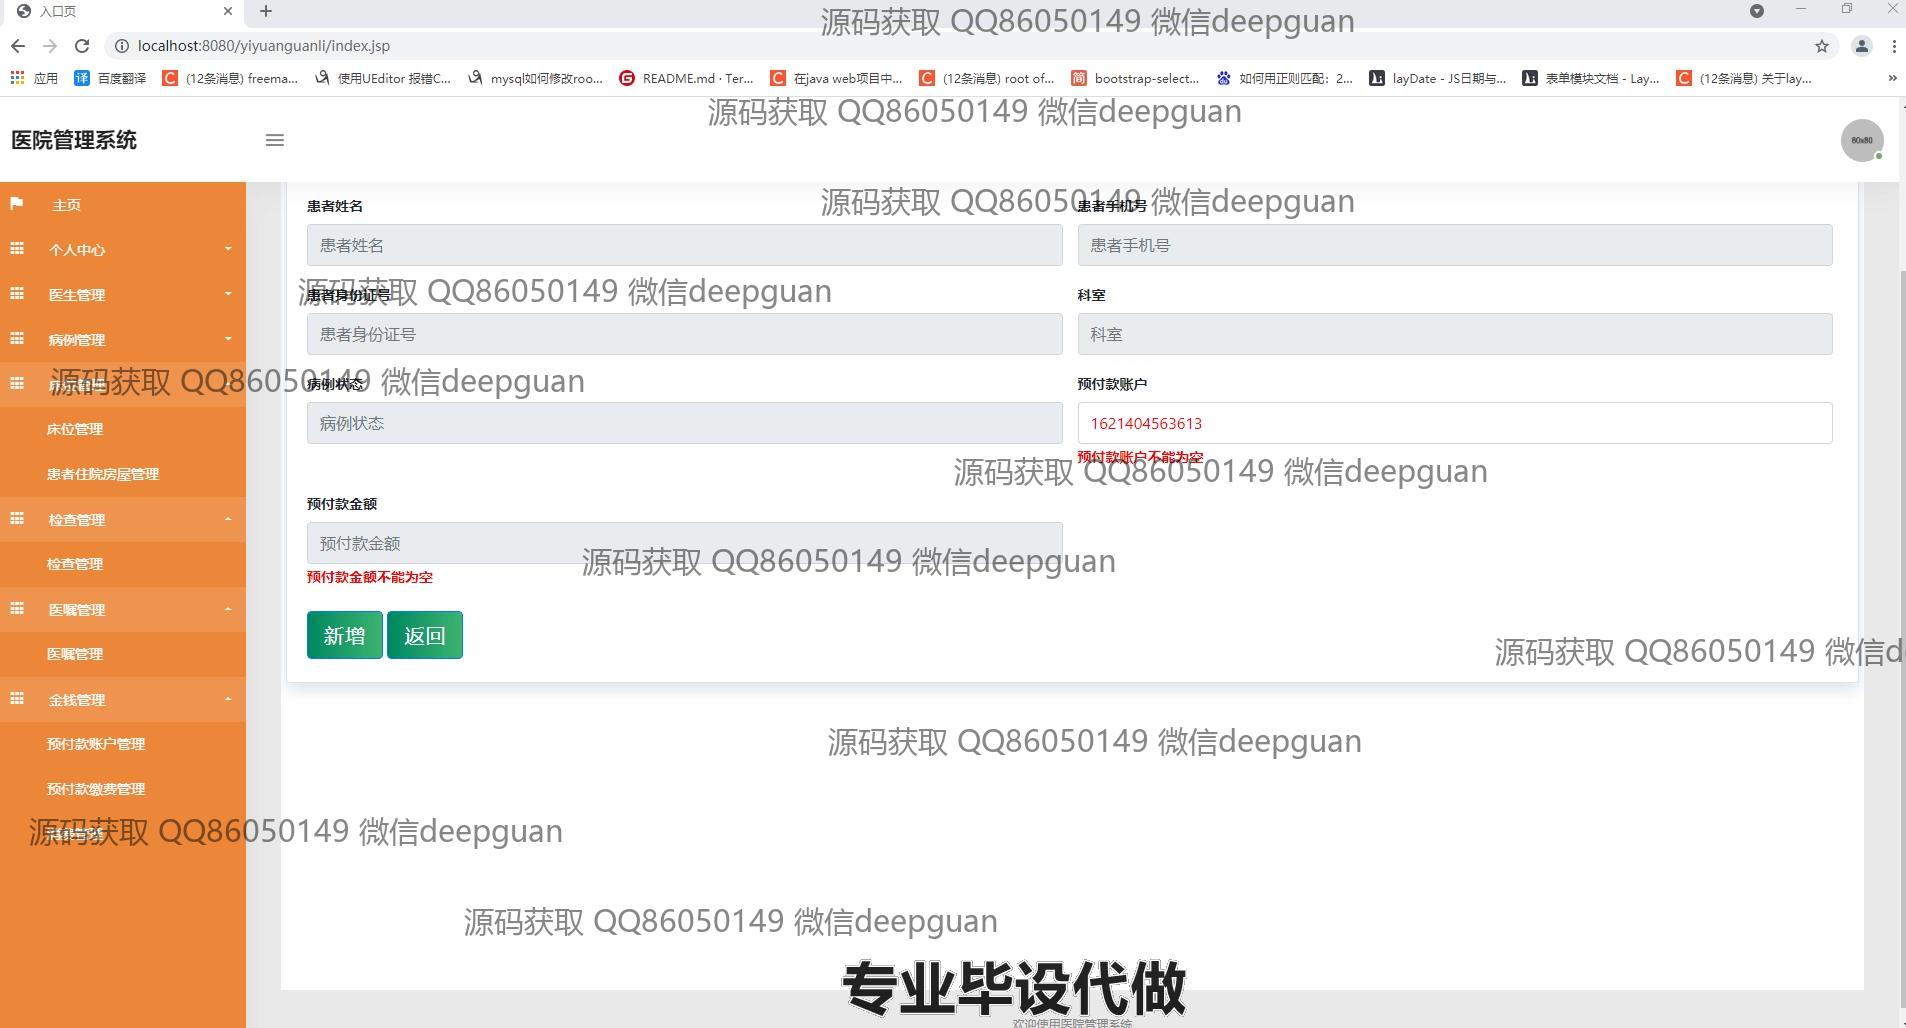 入口页
源码获取 QQ86050149 微信deepguan
localhost:8080/yiyuanguanli/index.jsp
应用 百度翻译 (12条消息) freema... 使用UEditor 报错C... mysql如何修改roo... README.md · Ter... 在java web项目中... (12条消息) root of... bootstrap-select... 如何用正则匹配：2... layDate - JS日期与... 表单模块文档 - Lay... (12条消息) 关于lay... »
源码获取 QQ86050149 微信deepguan
医院管理系统
80x80
主页
个人中心
医生管理
病例管理
床位管理
患者住院房屋管理
检查管理
检查管理
医嘱管理
医嘱管理
金钱管理
预付款账户管理
预付款缴费管理
源码获取 QQ86050149 微信deepguan
患者姓名
患者手机号
患者姓名
患者手机号
源码获取 QQ86050149 微信deepguan
患者身份证号
科室
患者身份证号
科室
源码获取 QQ86050149 微信deepguan
病例状态
预付款账户
病例状态
1621404563613
预付款账户不能为空
源码获取 QQ86050149 微信deepguan
预付款金额
预付款金额
源码获取 QQ86050149 微信deepguan
预付款金额不能为空
新增 返回
源码获取 QQ86050149 微信d
源码获取 QQ86050149 微信deepguan
源码获取 QQ86050149 微信deepguan
源码获取 QQ86050149 微信deepguan
专业毕设代做
欢迎使用医院管理系统